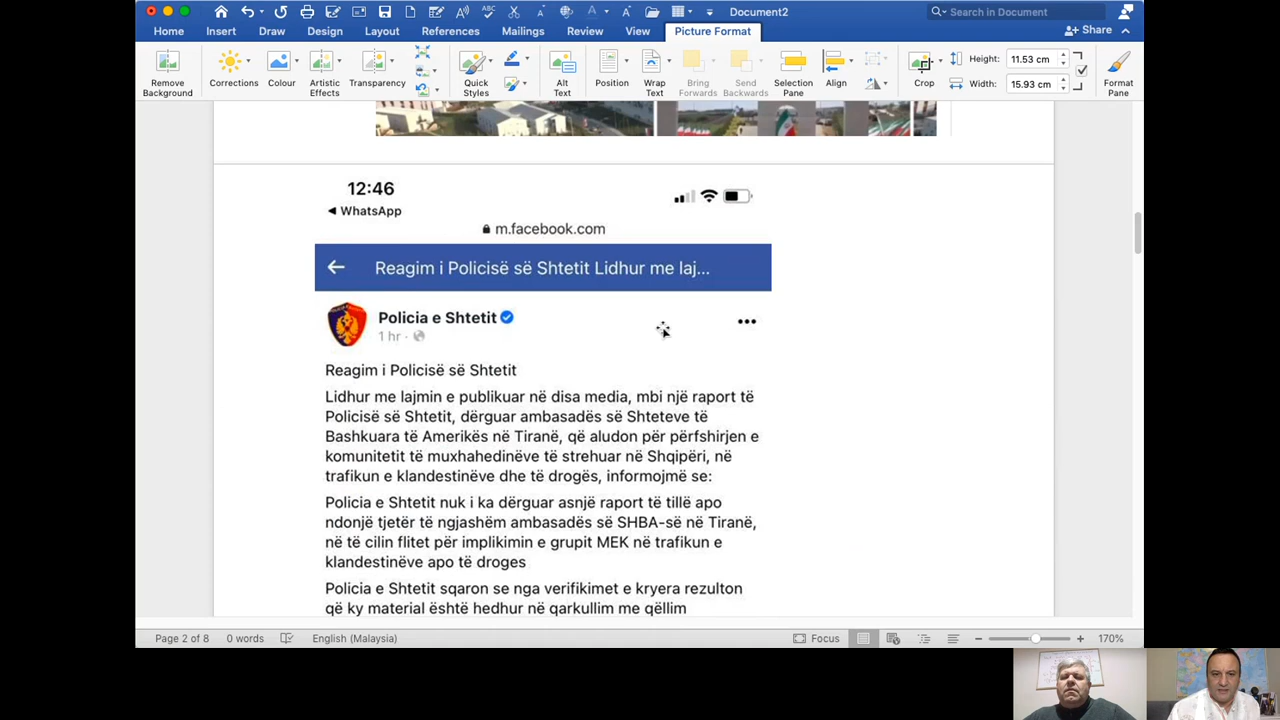 Document2
Search in Document
Home Insert Draw Design Layout References Mailings Review View Picture Format Share
Remove Background
Corrections
Colour
Artistic Effects
Transparency
Quick Styles
Alt Text
Position
Wrap Text
Bring Forwards
Send Backwards
Selection Pane
Align
Crop
Height: 11.53 cm
Width: 15.93 cm
Format Pane
12:46
WhatsApp
m.facebook.com
Reagim i Policisë së Shtetit Lidhur me laj...
Policia e Shtetit
1 hr ·
Reagim i Policisë së Shtetit
Lidhur me lajmin e publikuar në disa media, mbi një raport të
Policisë së Shtetit, dërguar ambasadës së Shteteve të
Bashkuara të Amerikës në Tiranë, që aludon për përfshirjen e
komunitetit të muxhahedinëve të strehuar në Shqipëri, në
trafikun e klandestinëve dhe të drogës, informojmë se:
Policia e Shtetit nuk i ka dërguar asnjë raport të tillë apo
ndonjë tjetër të ngjashëm ambasadës së SHBA-së në Tiranë,
në të cilin flitet për implikimin e grupit MEK në trafikun e
klandestinëve apo të droges
Policia e Shtetit sqaron se nga verifikimet e kryera rezulton
që ky material është hedhur në qarkullim me qëllim
Page 2 of 8 0 words English (Malaysia) Focus 170%